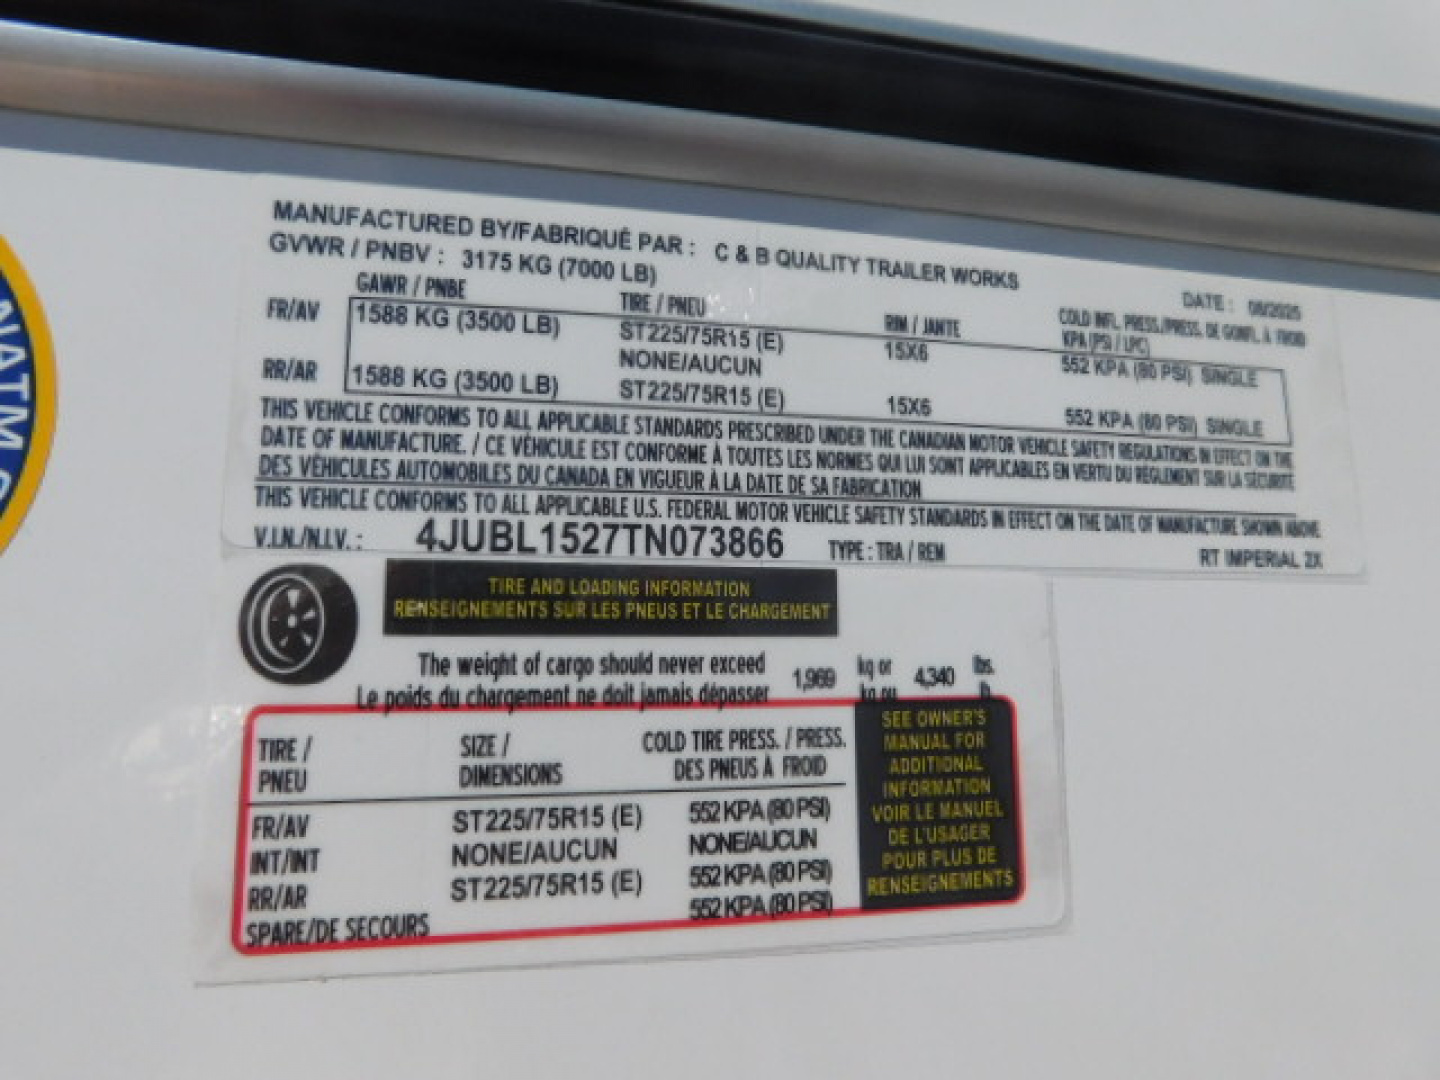 NATM
MANUFACTURED BY/FABRIQUÉ PAR : C & B QUALITY TRAILER WORKS
GVWR / PNBV : 3175 KG (7000 LB) DATE : 08/2025
GAWR / PNBE TIRE / PNEU RIM / JANTE COLD INFL. PRESS./PRESS. DE GONFL. À FROID
KPA (PSI / LPC)
FR/AV 1588 KG (3500 LB) ST225/75R15 (E) 15X6 552 KPA (80 PSI) SINGLE
NONE/AUCUN
RR/AR 1588 KG (3500 LB) ST225/75R15 (E) 15X6 552 KPA (80 PSI) SINGLE
THIS VEHICLE CONFORMS TO ALL APPLICABLE STANDARDS PRESCRIBED UNDER THE CANADIAN MOTOR VEHICLE SAFETY REGULATIONS IN EFFECT ON THE
DATE OF MANUFACTURE. / CE VÉHICULE EST CONFORME À TOUTES LES NORMES QUI LUI SONT APPLICABLES EN VERTU DU RÈGLEMENT SUR LA SÉCURITÉ
DES VÉHICULES AUTOMOBILES DU CANADA EN VIGUEUR À LA DATE DE SA FABRICATION
THIS VEHICLE CONFORMS TO ALL APPLICABLE U.S. FEDERAL MOTOR VEHICLE SAFETY STANDARDS IN EFFECT ON THE DATE OF MANUFACTURE SHOWN ABOVE
V.I.N./N.I.V. : 4JUBL1527TN073866 TYPE : TRA / REM RT IMPERIAL 2X
TIRE AND LOADING INFORMATION
RENSEIGNEMENTS SUR LES PNEUS ET LE CHARGEMENT
The weight of cargo should never exceed 1,969 kg or 4,340 lbs.
Le poids du chargement ne doit jamais dépasser kg ou lb
TIRE / SIZE / COLD TIRE PRESS. / PRESS.
PNEU DIMENSIONS DES PNEUS À FROID
FR/AV ST225/75R15 (E) 552 KPA (80 PSI)
INT/INT NONE/AUCUN NONE/AUCUN
RR/AR ST225/75R15 (E) 552 KPA (80 PSI)
SPARE/DE SECOURS 552 KPA (80 PSI)
SEE OWNER'S
MANUAL FOR
ADDITIONAL
INFORMATION
VOIR LE MANUEL
DE L'USAGER
POUR PLUS DE
RENSEIGNEMENTS